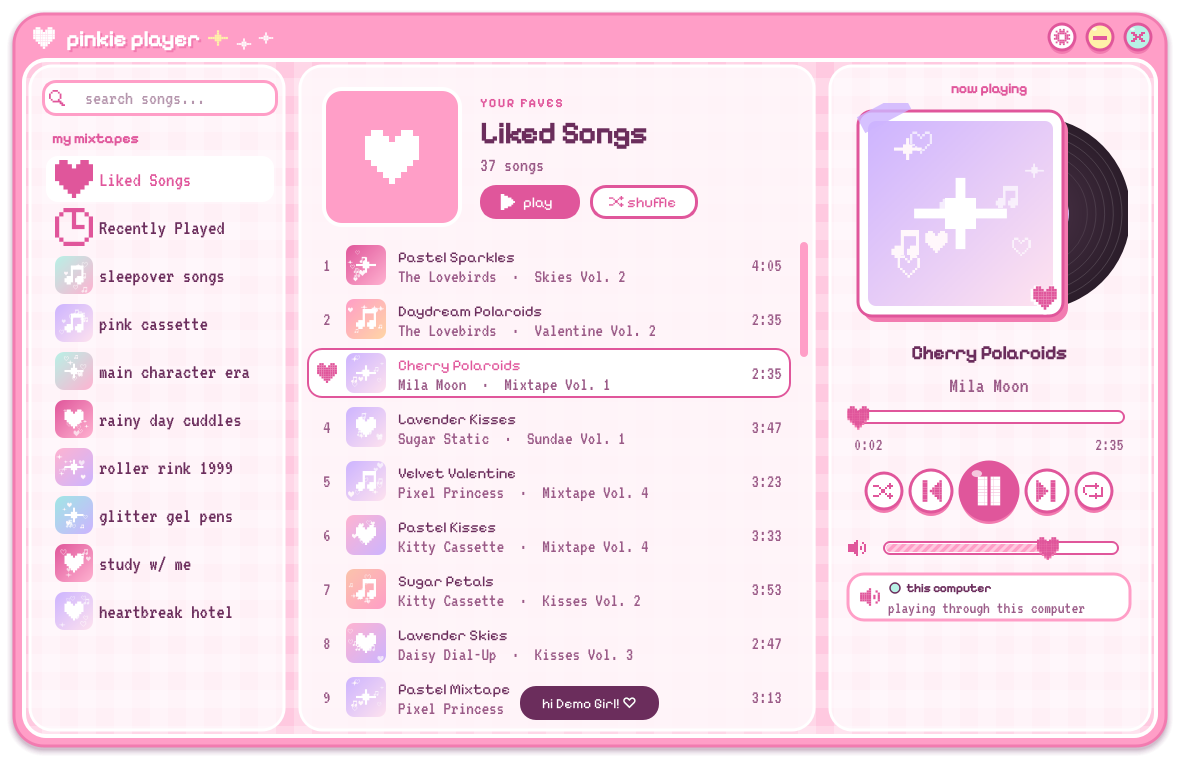 pinkie player
search songs...
my mixtapes
Liked Songs
Recently Played
sleepover songs
pink cassette
main character era
rainy day cuddles
roller rink 1999
glitter gel pens
study w/ me
heartbreak hotel
YOUR FAVES
Liked Songs
37 songs
play
shuffle
1 Pastel Sparkles 4:05
The Lovebirds · Skies Vol. 2
2 Daydream Polaroids 2:35
The Lovebirds · Valentine Vol. 2
Cherry Polaroids 2:35
Mila Moon · Mixtape Vol. 1
4 Lavender Kisses 3:47
Sugar Static · Sundae Vol. 1
5 Velvet Valentine 3:23
Pixel Princess · Mixtape Vol. 4
6 Pastel Kisses 3:33
Kitty Cassette · Mixtape Vol. 4
7 Sugar Petals 3:53
Kitty Cassette · Kisses Vol. 2
8 Lavender Skies 2:47
Daisy Dial-Up · Kisses Vol. 3
9 Pastel Mixtape 3:13
Pixel Princess
hi Demo Girl! ♡
now playing
Cherry Polaroids
Mila Moon
0:02 2:35
this computer
playing through this computer